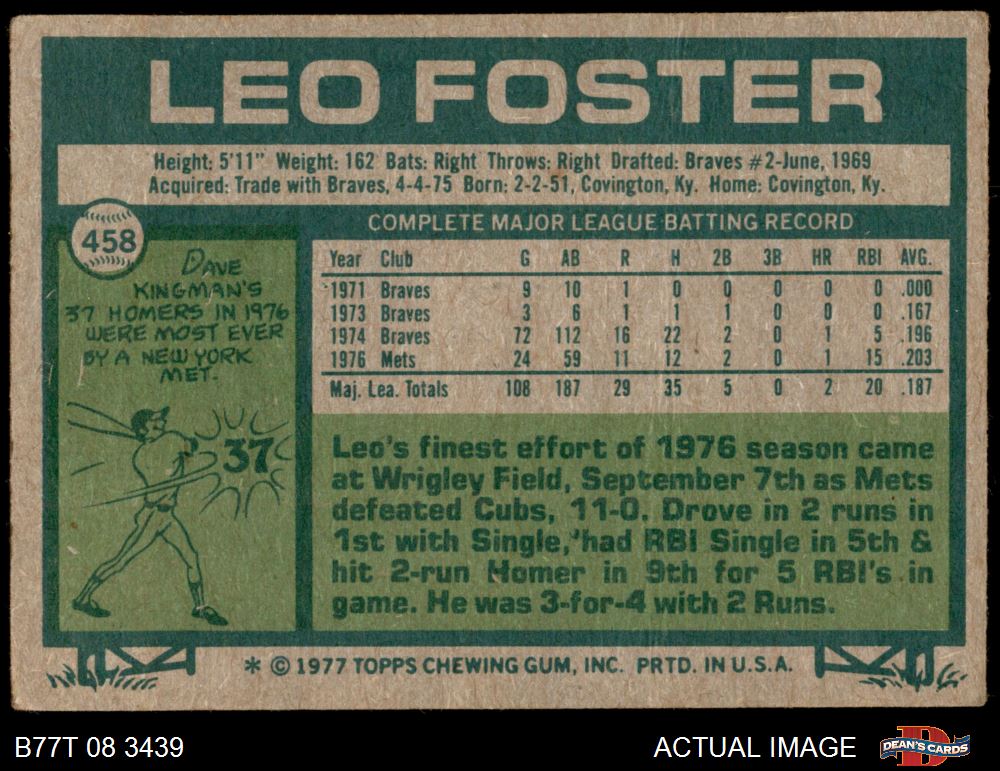 LEO FOSTER
Height: 5'11" Weight: 162 Bats: Right Throws: Right Drafted: Braves #2-June, 1969
Acquired: Trade with Braves, 4-4-75 Born: 2-2-51, Covington, Ky. Home: Covington, Ky.
458
DAVE
KINGMAN'S
37 HOMERS IN 1976
WERE MOST EVER
BY A NEW YORK
MET.
37
COMPLETE MAJOR LEAGUE BATTING RECORD
Year Club G AB R H 2B 3B HR RBI AVG.
1971 Braves 9 10 1 0 0 0 0 0 .000
1973 Braves 3 6 1 1 1 0 0 0 .167
1974 Braves 72 112 16 22 2 0 1 5 .196
1976 Mets 24 59 11 12 2 0 1 15 .203
Maj. Lea. Totals 108 187 29 35 5 0 2 20 .187
Leo's finest effort of 1976 season came
at Wrigley Field, September 7th as Mets
defeated Cubs, 11-0. Drove in 2 runs in
1st with Single, had RBI Single in 5th &
hit 2-run Homer in 9th for 5 RBI's in
game. He was 3-for-4 with 2 Runs.
* © 1977 TOPPS CHEWING GUM, INC. PRTD. IN U.S.A.
B77T 08 3439
ACTUAL IMAGE
DEAN'S CARDS